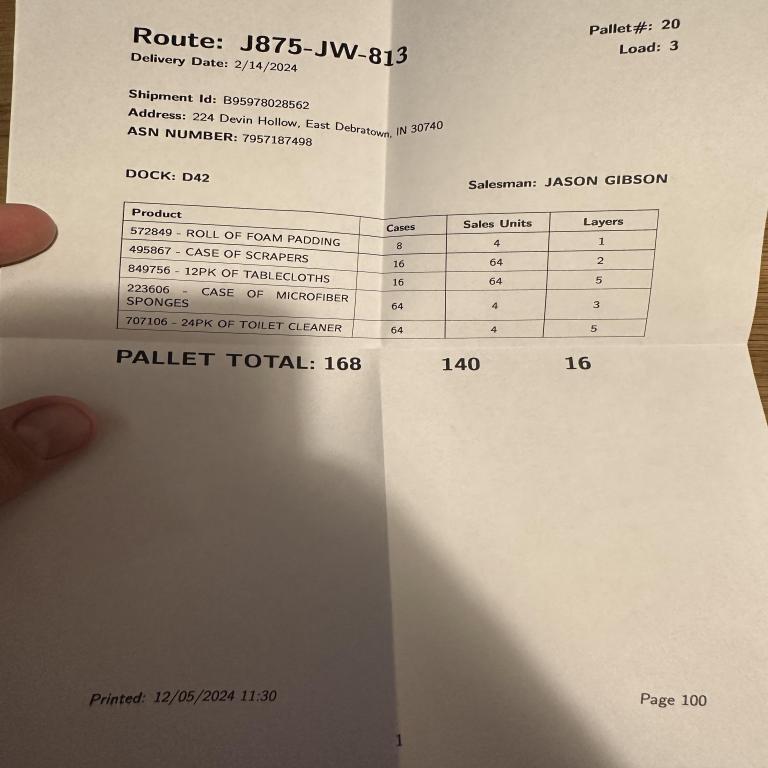 Route: J875-JW-813
Pallet#: 20
Delivery Date: 2/14/2024
Load: 3
Shipment Id: B95978028562
Address: 224 Devin Hollow, East Debratown, IN 30740
ASN NUMBER: 7957187498
DOCK: D42
Salesman: JASON GIBSON
Product Cases Sales Units Layers
572849 - ROLL OF FOAM PADDING 8 4 1
495867 - CASE OF SCRAPERS 16 64 2
849756 - 12PK OF TABLECLOTHS 16 64 5
223606 - CASE OF MICROFIBER
SPONGES 64 4 3
707106 - 24PK OF TOILET CLEANER 64 4 5
PALLET TOTAL: 168 140 16
Printed: 12/05/2024 11:30
Page 100
1